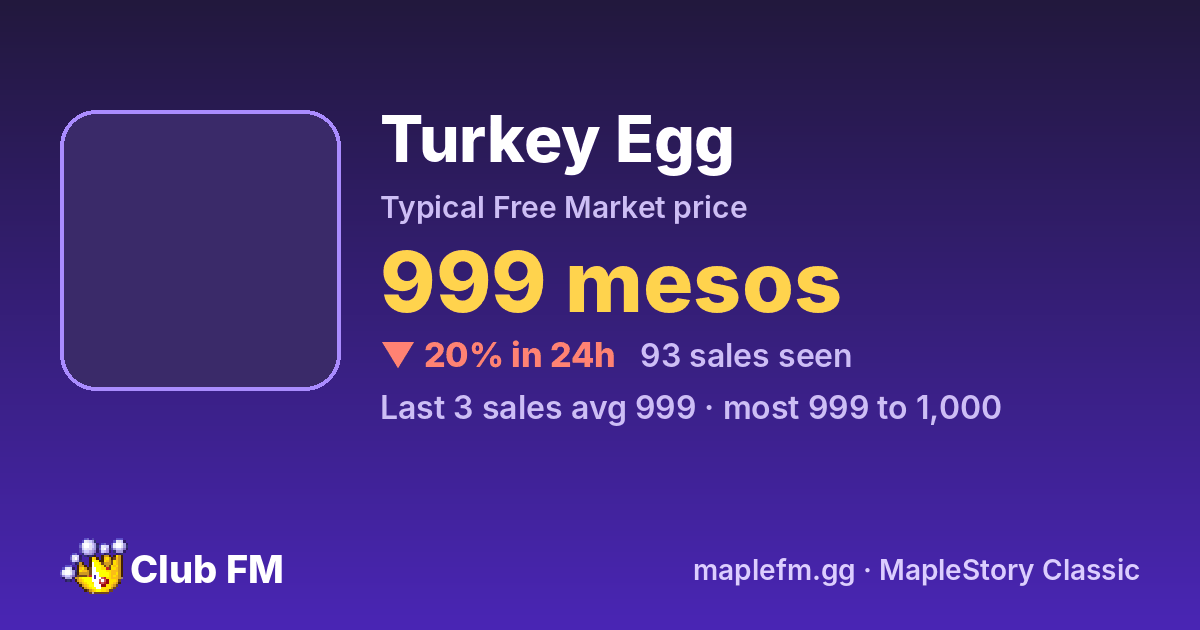 Turkey Egg
Typical Free Market price
999 mesos
▼ 20% in 24h 93 sales seen
Last 3 sales avg 999 · most 999 to 1,000
Club FM
maplefm.gg · MapleStory Classic